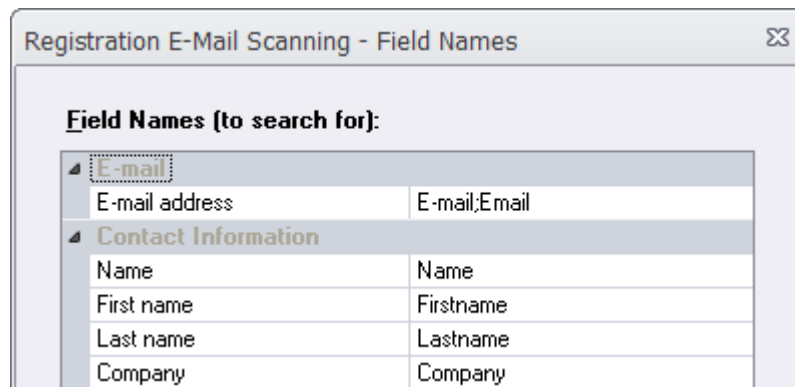 Registration E-Mail Scanning - Field Names
Field Names (to search for):
E-mail
E-mail address E-mail;Email
Contact Information
Name Name
First name Firstname
Last name Lastname
Company Company